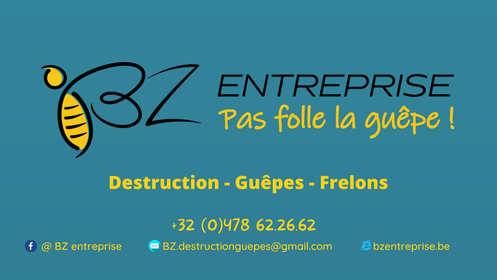 BZ ENTREPRISE
Pas folle la guêpe !
Destruction - Guêpes - Frelons
+32 (0)478 62.26.62
@ BZ entreprise BZ.destructionguepes@gmail.com bzentreprise.be